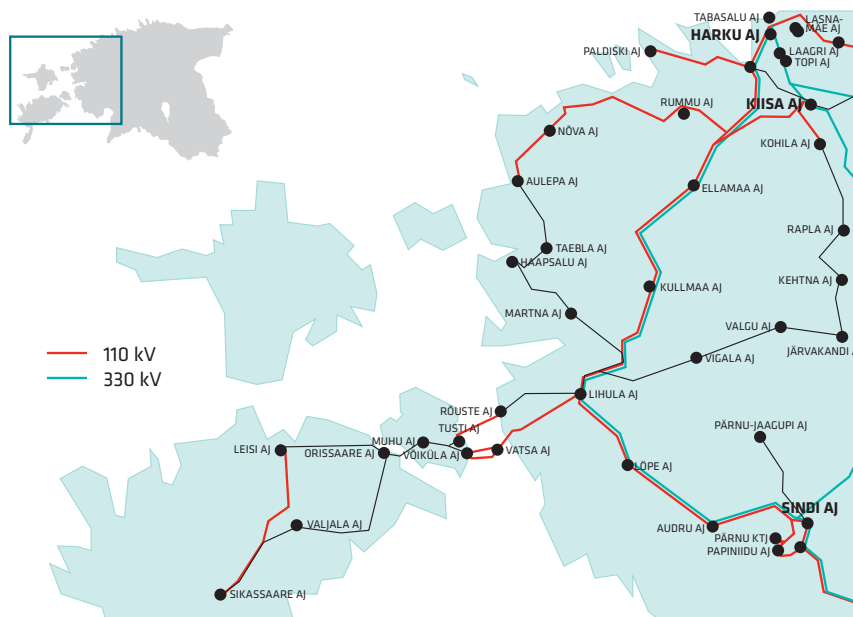 TABASALU AJ
LASNA-
MÄE AJ
HARKU AJ
PALDISKI AJ
LAAGRI AJ
TOPI AJ
RUMMU AJ
KIISA AJ
NÕVA AJ
KOHILA AJ
AULEPA AJ
ELLAMAA AJ
RAPLA AJ
TAEBLA AJ
HAAPSALU AJ
KEHTNA AJ
KULLMAA AJ
MARTNA AJ
VALGU AJ
110 kV
330 kV
JÄRVAKANDI
VIGALA AJ
LIHULA AJ
RÕUSTE AJ
TUSTI AJ
PÄRNU-JAAGUPI AJ
MUHU AJ
LEISI AJ
ORISSAARE AJ
VÕIKÜLA AJ
VATSA AJ
LÕPE AJ
SINDI AJ
VALJALA AJ
AUDRU AJ
PÄRNU KTJ
PAPINIIDU AJ
SIKASSAARE AJ